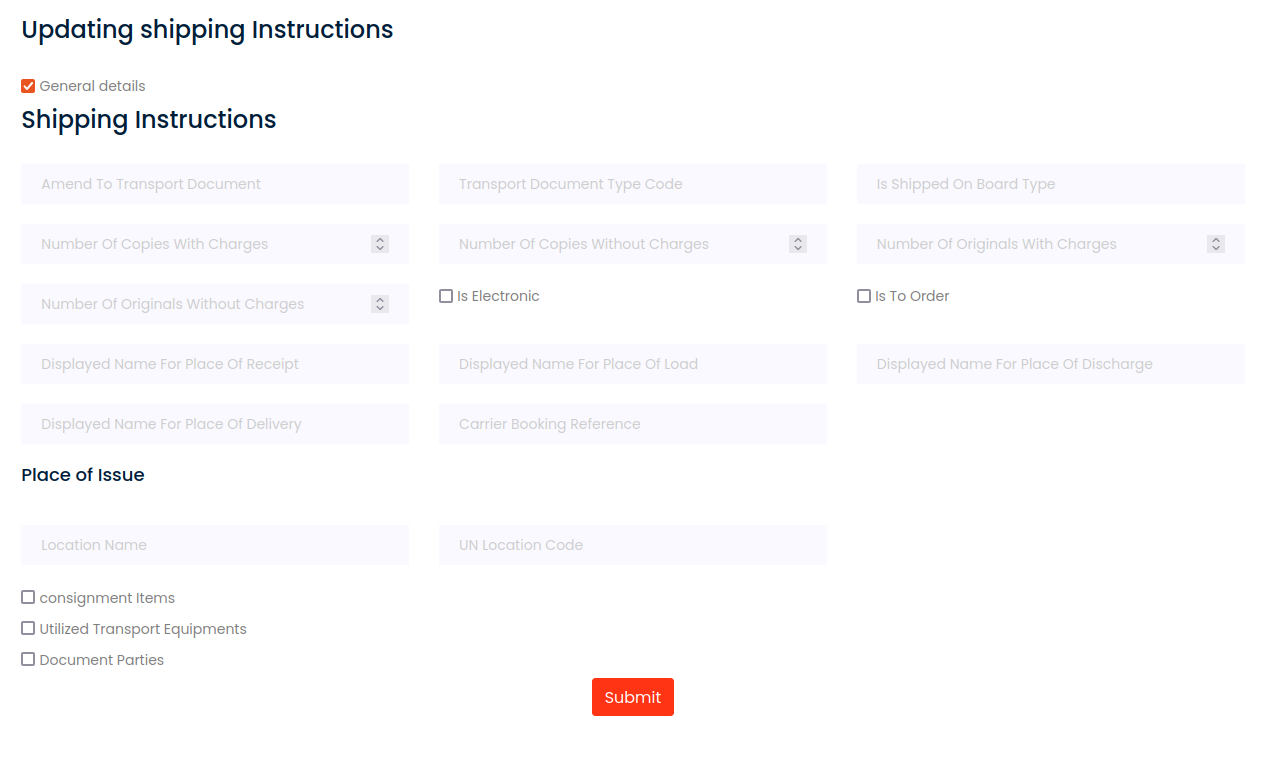 Updating shipping Instructions
General details
Shipping Instructions
Amend To Transport Document
Transport Document Type Code
Is Shipped On Board Type
Number Of Copies With Charges
Number Of Copies Without Charges
Number Of Originals With Charges
Number Of Originals Without Charges
Is Electronic
Is To Order
Displayed Name For Place Of Receipt
Displayed Name For Place Of Load
Displayed Name For Place Of Discharge
Displayed Name For Place Of Delivery
Carrier Booking Reference
Place of Issue
Location Name
UN Location Code
consignment Items
Utilized Transport Equipments
Document Parties
Submit